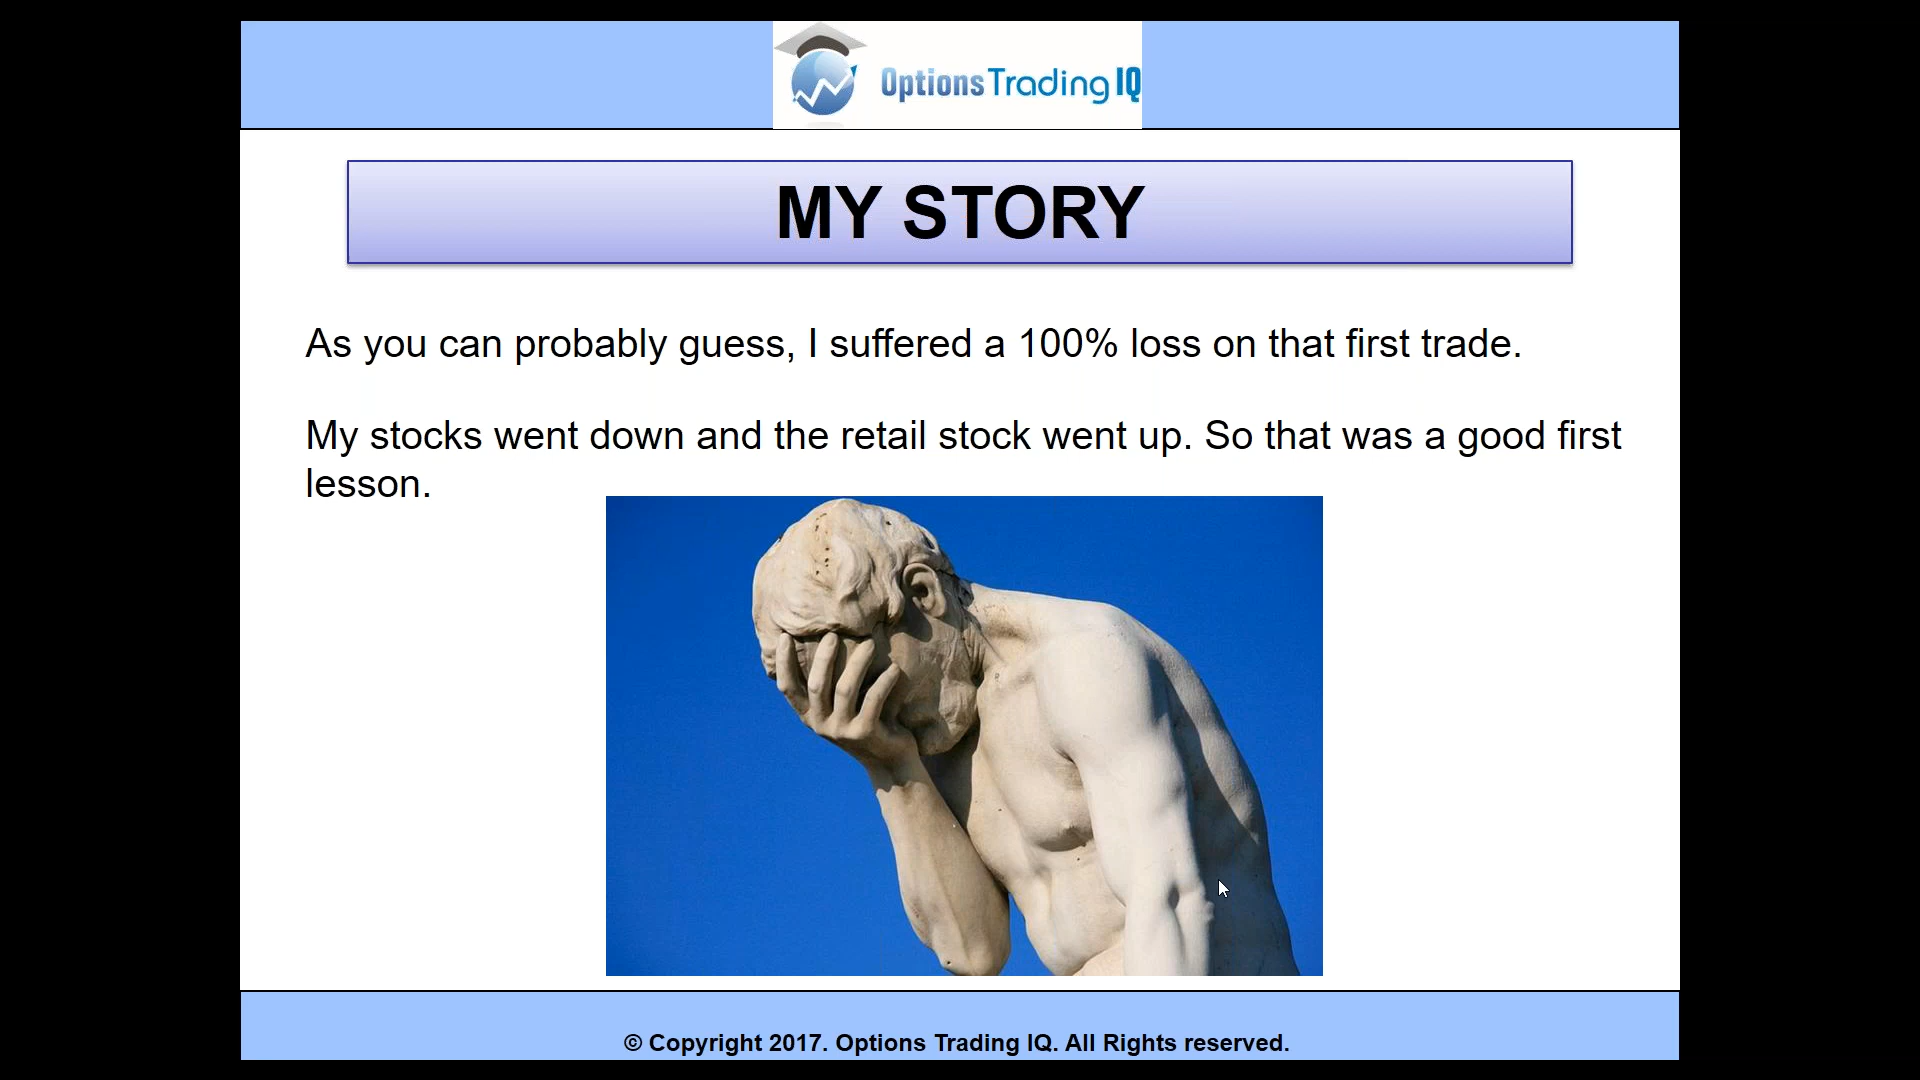 Options Trading IQ
MY STORY
As you can probably guess, I suffered a 100% loss on that first trade.
My stocks went down and the retail stock went up. So that was a good first
lesson.
© Copyright 2017. Options Trading IQ. All Rights reserved.